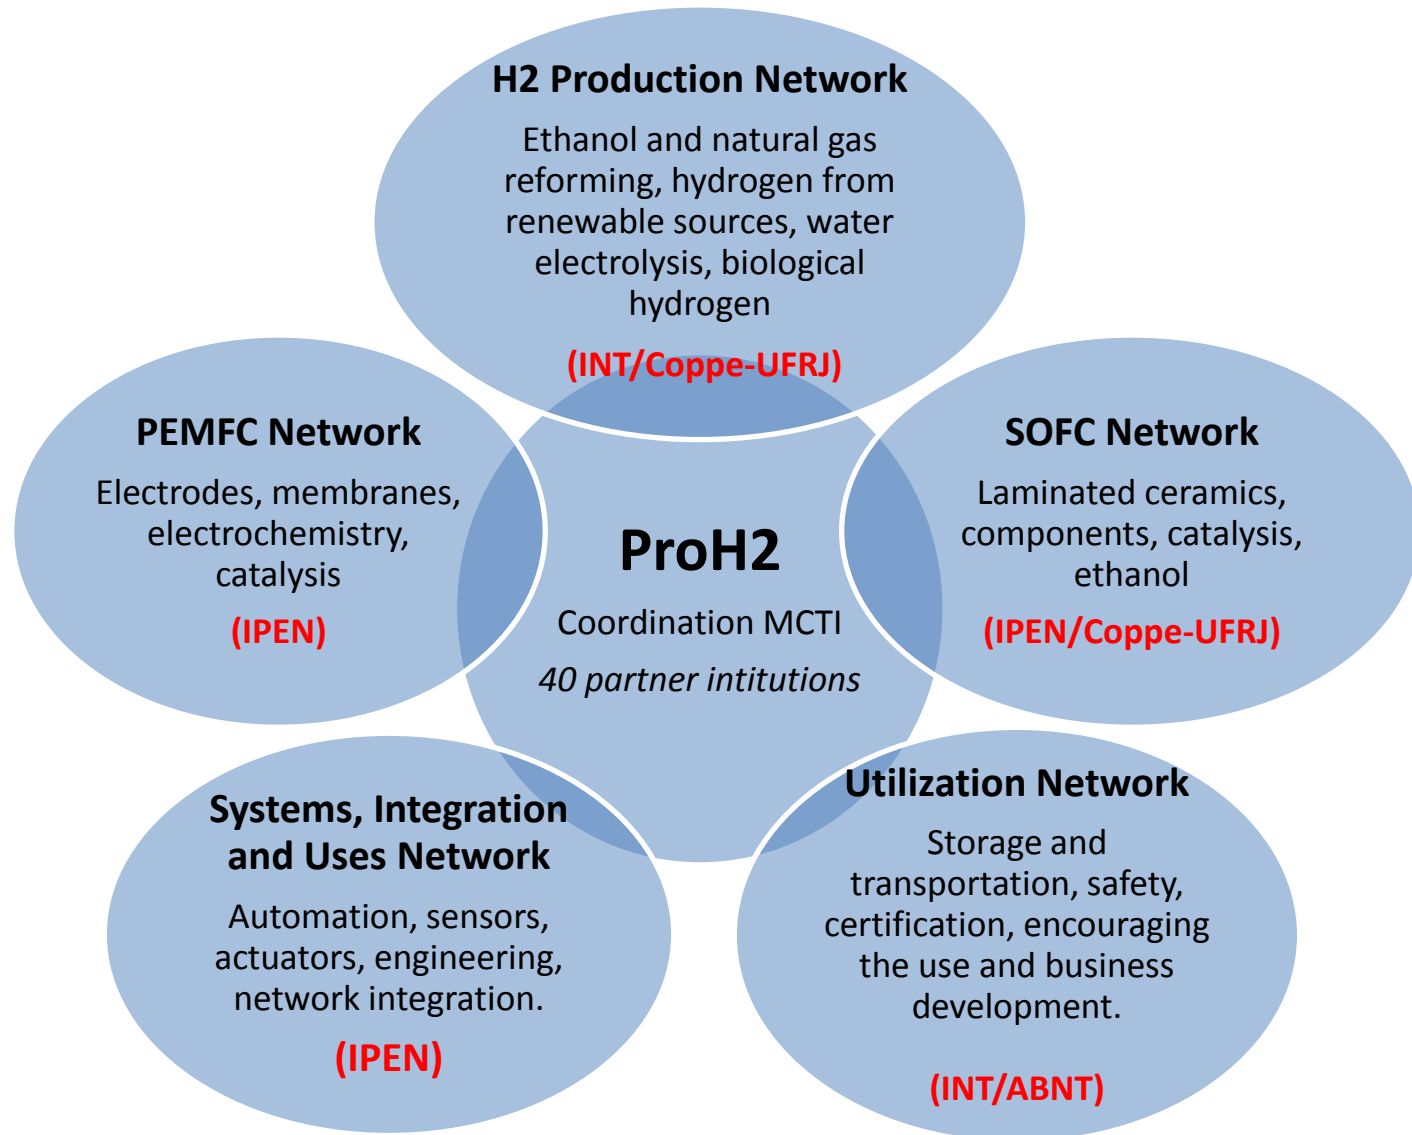 H2 Production Network
Ethanol and natural gas
reforming, hydrogen from
renewable sources, water
electrolysis, biological
hydrogen
(INT/Coppe-UFRJ)
PEMFC Network
Electrodes, membranes,
electrochemistry,
catalysis
(IPEN)
ProH2
Coordination MCTI
40 partner intitutions
SOFC Network
Laminated ceramics,
components, catalysis,
ethanol
(IPEN/Coppe-UFRJ)
Systems, Integration
and Uses Network
Automation, sensors,
actuators, engineering,
network integration.
(IPEN)
Utilization Network
Storage and
transportation, safety,
certification, encouraging
the use and business
development.
(INT/ABNT)